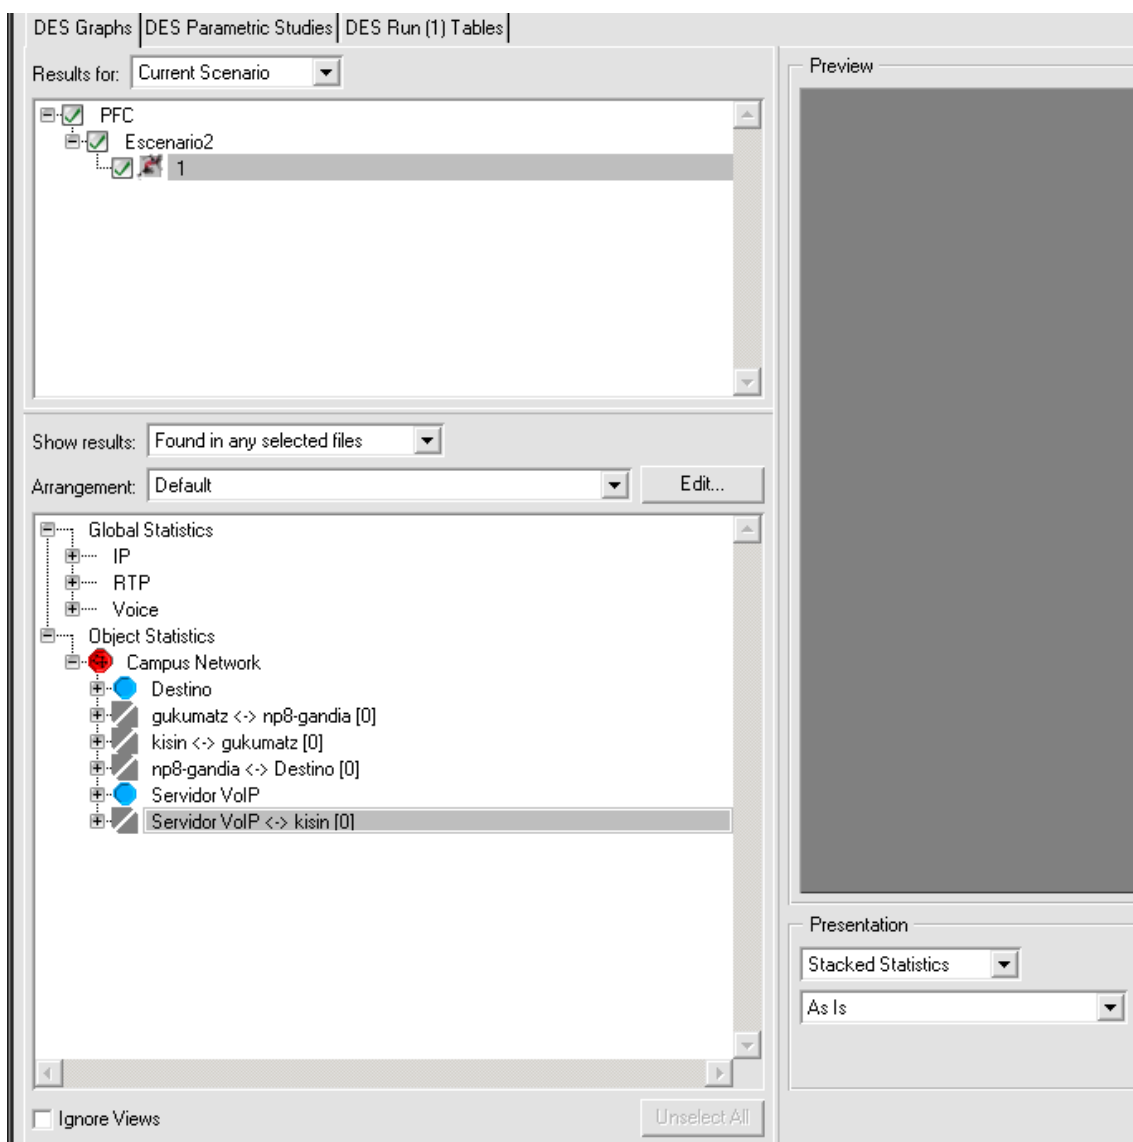 DES Graphs DES Parametric Studies DES Run (1) Tables
Results for: Current Scenario
PFC
Escenario2
1
Show results: Found in any selected files
Arrangement: Default Edit...
Global Statistics
IP
RTP
Voice
Object Statistics
Campus Network
Destino
gukumatz <-> np8-gandia [0]
kisin <-> gukumatz [0]
np8-gandia <-> Destino [0]
Servidor VoIP
Servidor VoIP <-> kisin [0]
Ignore Views Unselect All
Preview
Presentation
Stacked Statistics
As Is